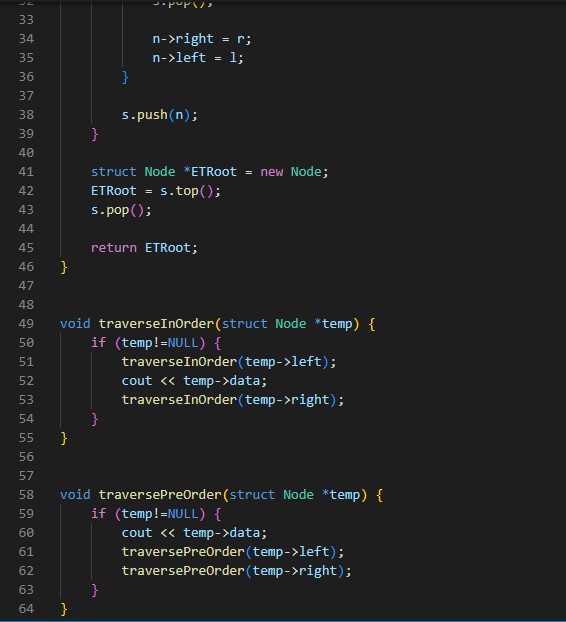 32            s.pop();
33
34            n->right = r;
35            n->left = l;
36        }
37
38        s.push(n);
39    }
40
41    struct Node *ETRoot = new Node;
42    ETRoot = s.top();
43    s.pop();
44
45    return ETRoot;
46 }
47
48
49 void traverseInOrder(struct Node *temp) {
50    if (temp!=NULL) {
51        traverseInOrder(temp->left);
52        cout << temp->data;
53        traverseInOrder(temp->right);
54    }
55 }
56
57
58 void traversePreOrder(struct Node *temp) {
59    if (temp!=NULL) {
60        cout << temp->data;
61        traversePreOrder(temp->left);
62        traversePreOrder(temp->right);
63    }
64 }